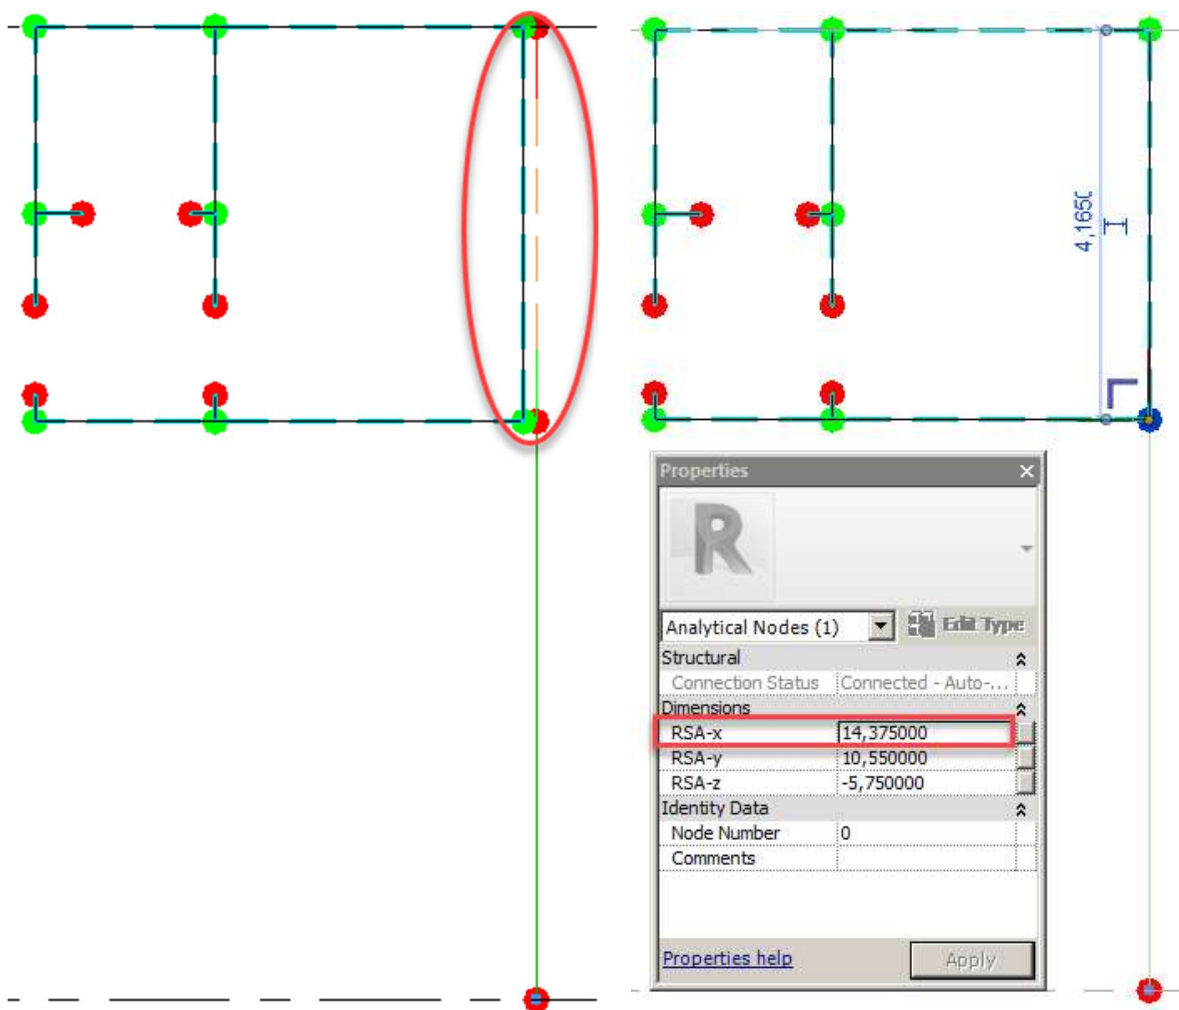 4,1650
Properties
R
Analytical Nodes (1)
Edit Type
Structural
Connection Status Connected - Auto-...
Dimensions
RSA-x 14,375000
RSA-y 10,550000
RSA-z -5,750000
Identity Data
Node Number 0
Comments
Properties help
Apply